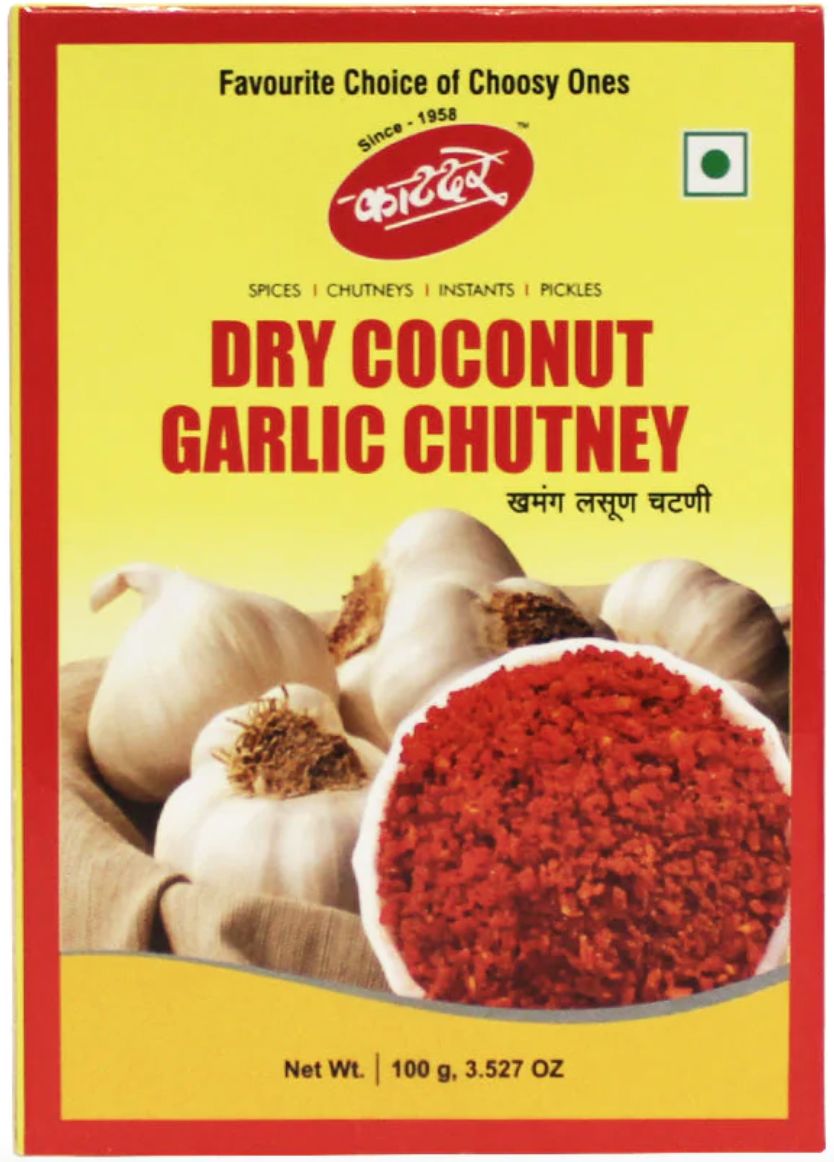 Favourite Choice of Choosy Ones
Since - 1958
TM
काटदरे
SPICES | CHUTNEYS | INSTANTS | PICKLES
DRY COCONUT
GARLIC CHUTNEY
खमंग लसूण चटणी
Net Wt. | 100 g, 3.527 OZ